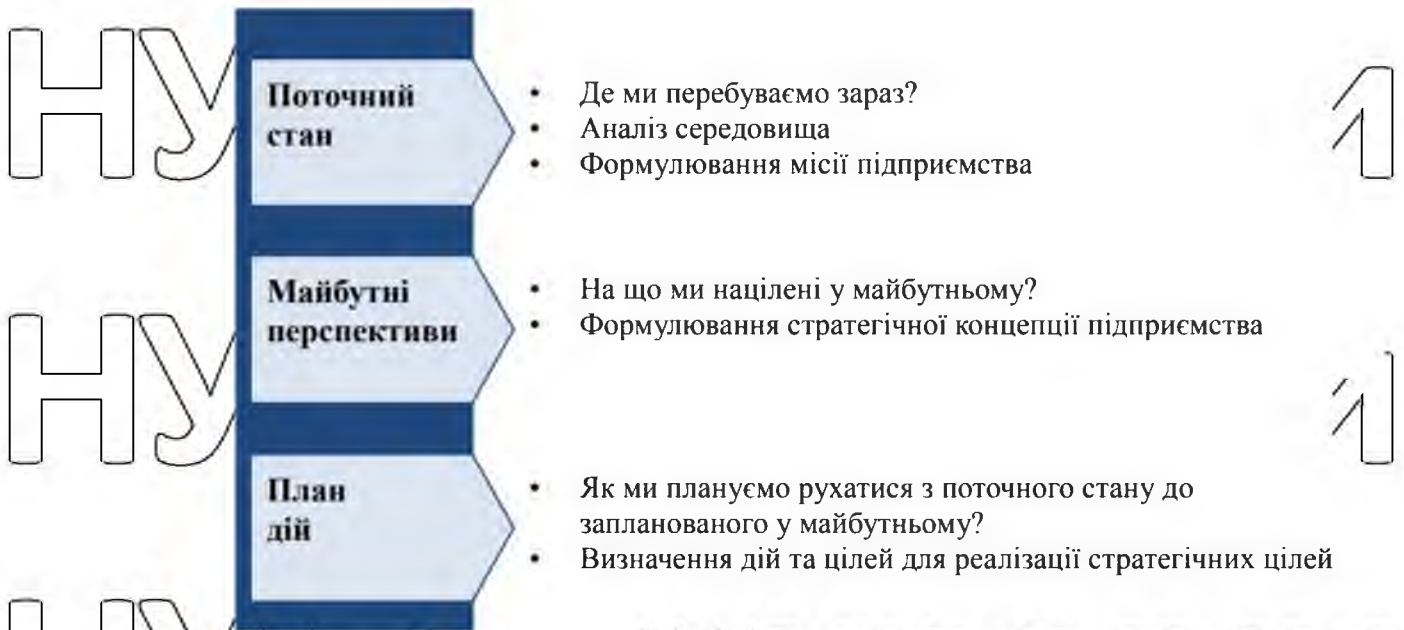 НУ
Поточний
стан
• Де ми перебуваємо зараз?
• Аналіз середовища
• Формулювання місії підприємства
Майбутні
перспективи
• На що ми націлені у майбутньому?
• Формулювання стратегічної концепції підприємства
НУ
План
дій
• Як ми плануємо рухатися з поточного стану до
запланованого у майбутньому?
• Визначення дій та цілей для реалізації стратегічних цілей